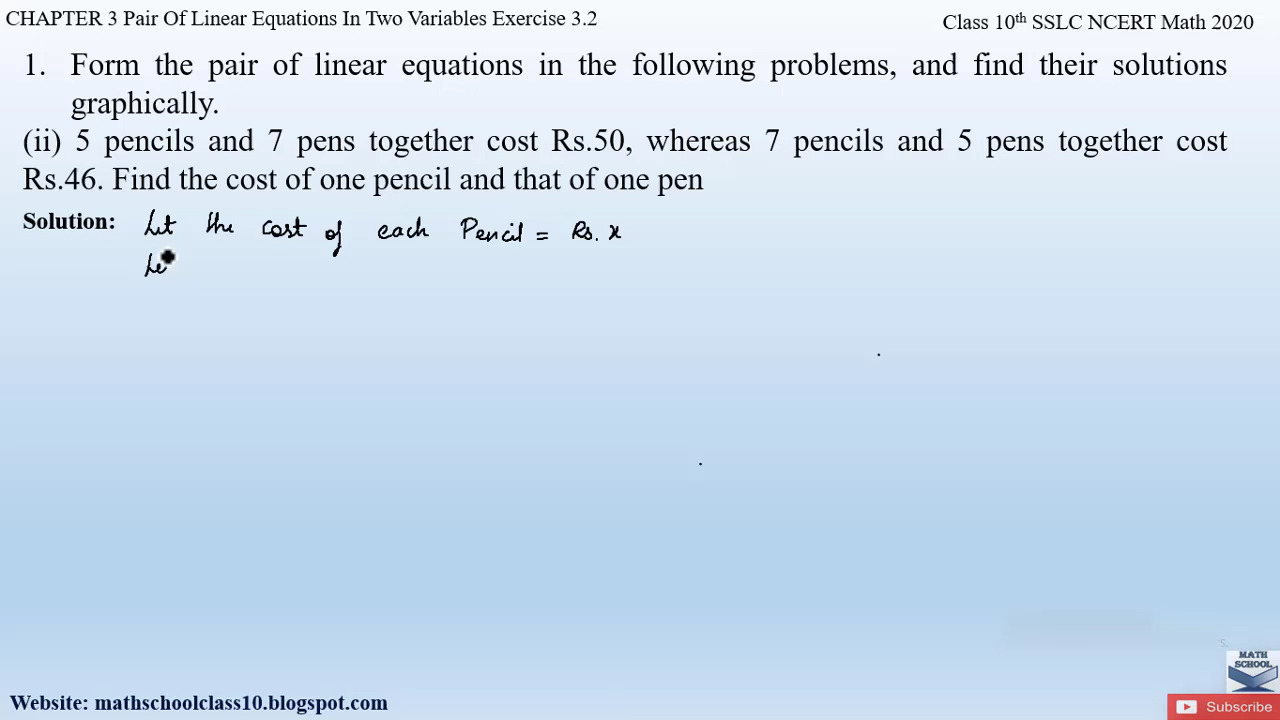 CHAPTER 3 Pair Of Linear Equations In Two Variables Exercise 3.2
Class 10th SSLC NCERT Math 2020
1. Form the pair of linear equations in the following problems, and find their solutions
graphically.
(ii) 5 pencils and 7 pens together cost Rs.50, whereas 7 pencils and 5 pens together cost
Rs.46. Find the cost of one pencil and that of one pen
Solution: Let the cost of each Pencil = Rs. x
Le
MATH
SCHOOL
Website: mathschoolclass10.blogspot.com
Subscribe